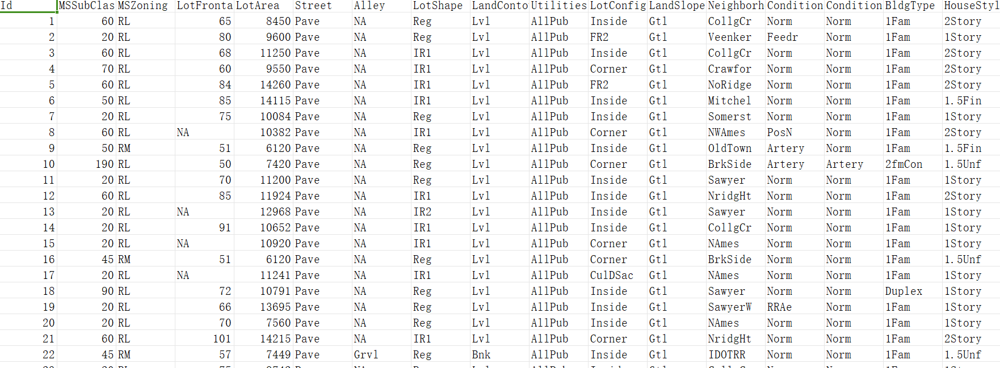 Id MSSubClas MSZoning LotFronta LotArea Street Alley LotShape LandConto Utilities LotConfig LandSlope Neighborh Condition Condition BldgType HouseStyl
1 60 RL 65 8450 Pave NA Reg Lvl AllPub Inside Gtl CollgCr Norm Norm 1Fam 2Story
2 20 RL 80 9600 Pave NA Reg Lvl AllPub FR2 Gtl Veenker Feedr Norm 1Fam 1Story
3 60 RL 68 11250 Pave NA IR1 Lvl AllPub Inside Gtl CollgCr Norm Norm 1Fam 2Story
4 70 RL 60 9550 Pave NA IR1 Lvl AllPub Corner Gtl Crawfor Norm Norm 1Fam 2Story
5 60 RL 84 14260 Pave NA IR1 Lvl AllPub FR2 Gtl NoRidge Norm Norm 1Fam 2Story
6 50 RL 85 14115 Pave NA IR1 Lvl AllPub Inside Gtl Mitchel Norm Norm 1Fam 1.5Fin
7 20 RL 75 10084 Pave NA Reg Lvl AllPub Inside Gtl Somerst Norm Norm 1Fam 1Story
8 60 RL NA 10382 Pave NA IR1 Lvl AllPub Corner Gtl NWAmes PosN Norm 1Fam 2Story
9 50 RM 51 6120 Pave NA Reg Lvl AllPub Inside Gtl OldTown Artery Norm 1Fam 1.5Fin
10 190 RL 50 7420 Pave NA Reg Lvl AllPub Corner Gtl BrkSide Artery Artery 2fmCon 1.5Unf
11 20 RL 70 11200 Pave NA Reg Lvl AllPub Inside Gtl Sawyer Norm Norm 1Fam 1Story
12 60 RL 85 11924 Pave NA IR1 Lvl AllPub Inside Gtl NridgHt Norm Norm 1Fam 2Story
13 20 RL NA 12968 Pave NA IR2 Lvl AllPub Inside Gtl Sawyer Norm Norm 1Fam 1Story
14 20 RL 91 10652 Pave NA IR1 Lvl AllPub Inside Gtl CollgCr Norm Norm 1Fam 1Story
15 20 RL NA 10920 Pave NA IR1 Lvl AllPub Corner Gtl NAmes Norm Norm 1Fam 1Story
16 45 RM 51 6120 Pave NA Reg Lvl AllPub Corner Gtl BrkSide Norm Norm 1Fam 1.5Unf
17 20 RL NA 11241 Pave NA IR1 Lvl AllPub CulDSac Gtl NAmes Norm Norm 1Fam 1Story
18 90 RL 72 10791 Pave NA Reg Lvl AllPub Inside Gtl Sawyer Norm Norm Duplex 1Story
19 20 RL 66 13695 Pave NA Reg Lvl AllPub Inside Gtl SawyerW RRAe Norm 1Fam 1Story
20 20 RL 70 7560 Pave NA Reg Lvl AllPub Inside Gtl NAmes Norm Norm 1Fam 1Story
21 60 RL 101 14215 Pave NA IR1 Lvl AllPub Corner Gtl NridgHt Norm Norm 1Fam 2Story
22 45 RM 57 7449 Pave Grvl Reg Bnk AllPub Inside Gtl IDOTRR Norm Norm 1Fam 1.5Unf